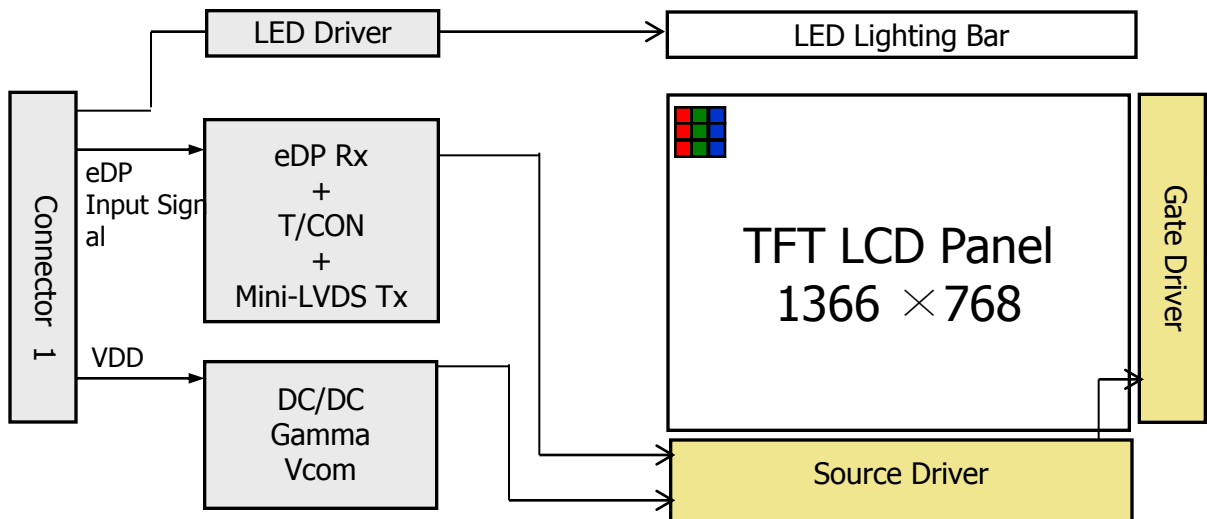 LED Driver
LED Lighting Bar
Connector 1
eDP
Input Sign
al
eDP Rx
+
T/CON
+
Mini-LVDS Tx
VDD
DC/DC
Gamma
Vcom
TFT LCD Panel
1366 ×768
Gate Driver
Source Driver